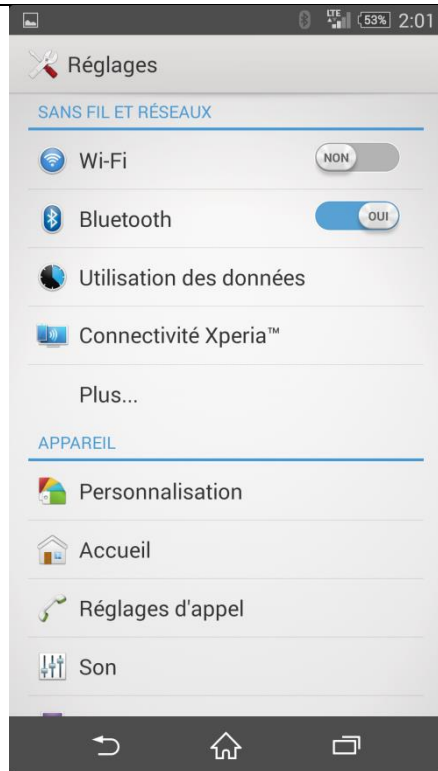 LTE 53% 2:01
Réglages
SANS FIL ET RÉSEAUX
Wi-Fi NON
Bluetooth OUI
Utilisation des données
Connectivité Xperia™
Plus...
APPAREIL
Personnalisation
Accueil
Réglages d'appel
Son